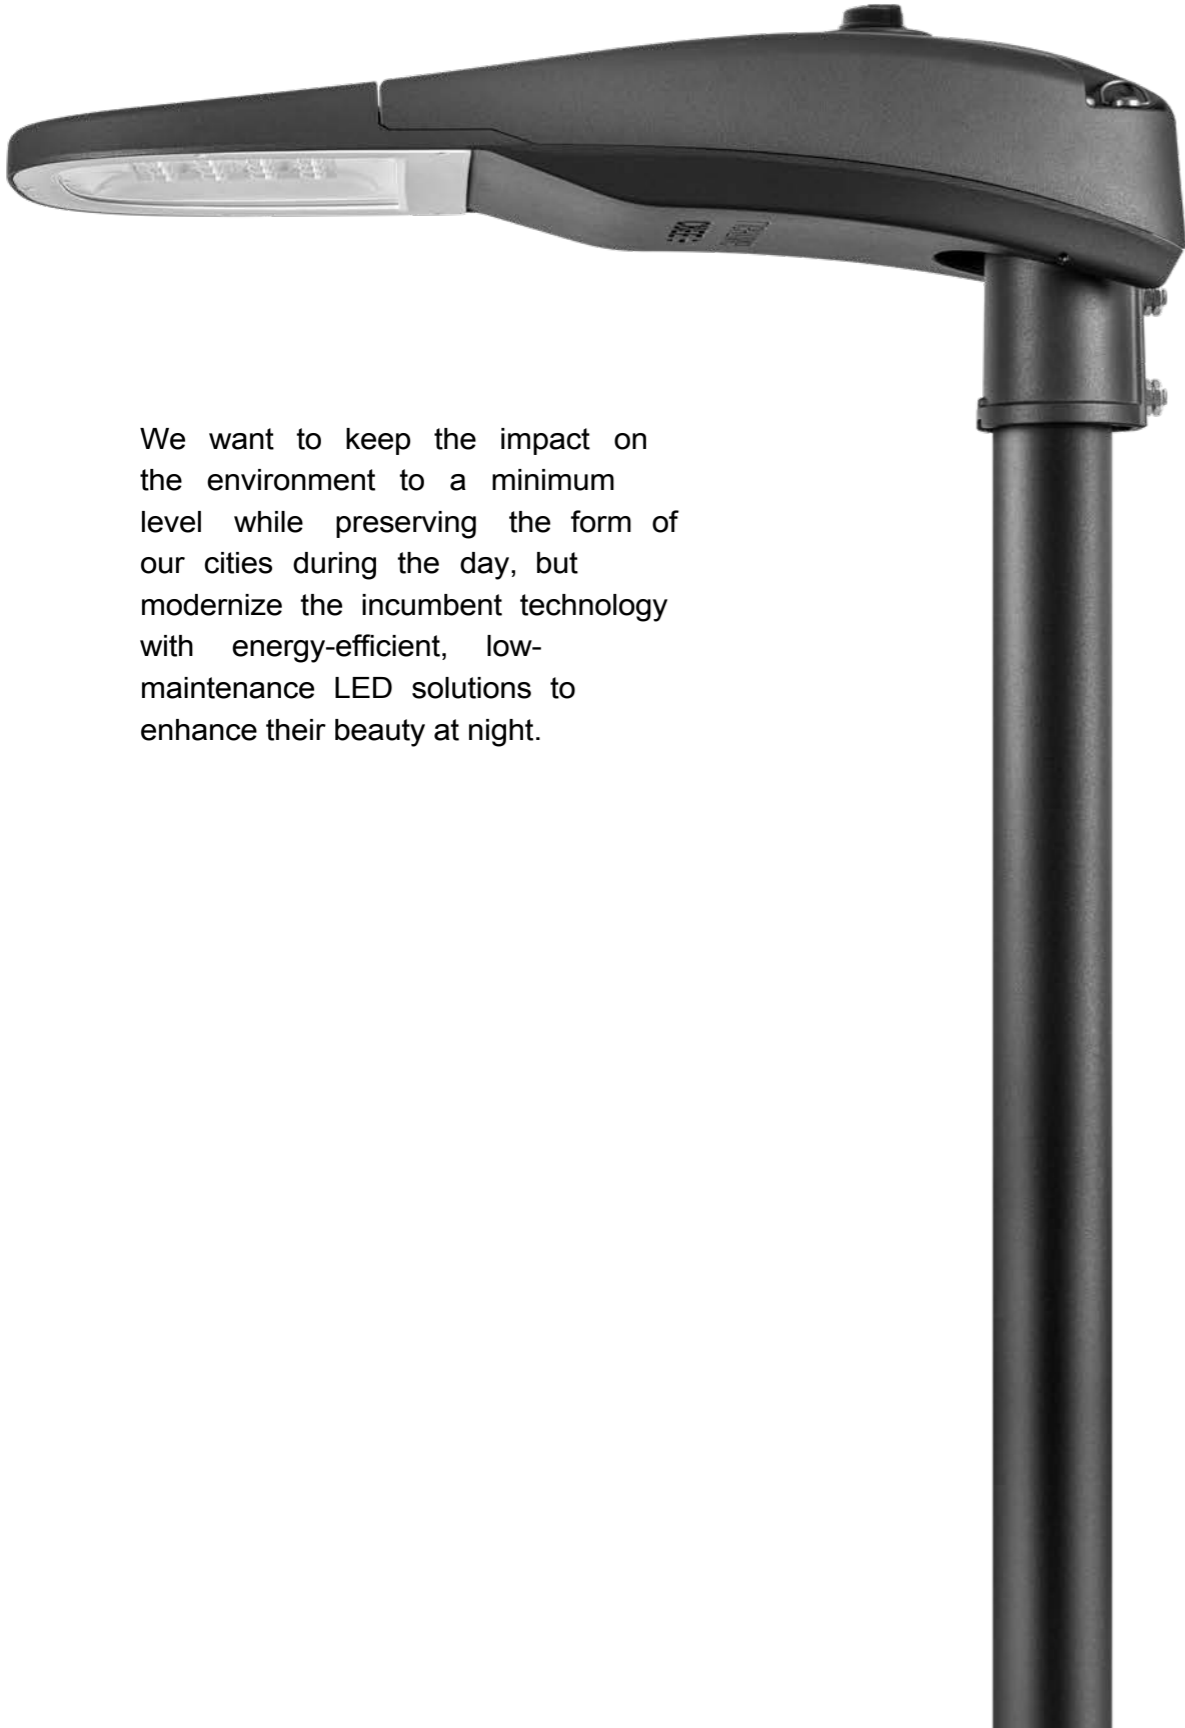 We want to keep the impact on
the environment to a minimum
level while preserving the form of
our cities during the day, but
modernize the incumbent technology
with energy-efficient, low-
maintenance LED solutions to
enhance their beauty at night.